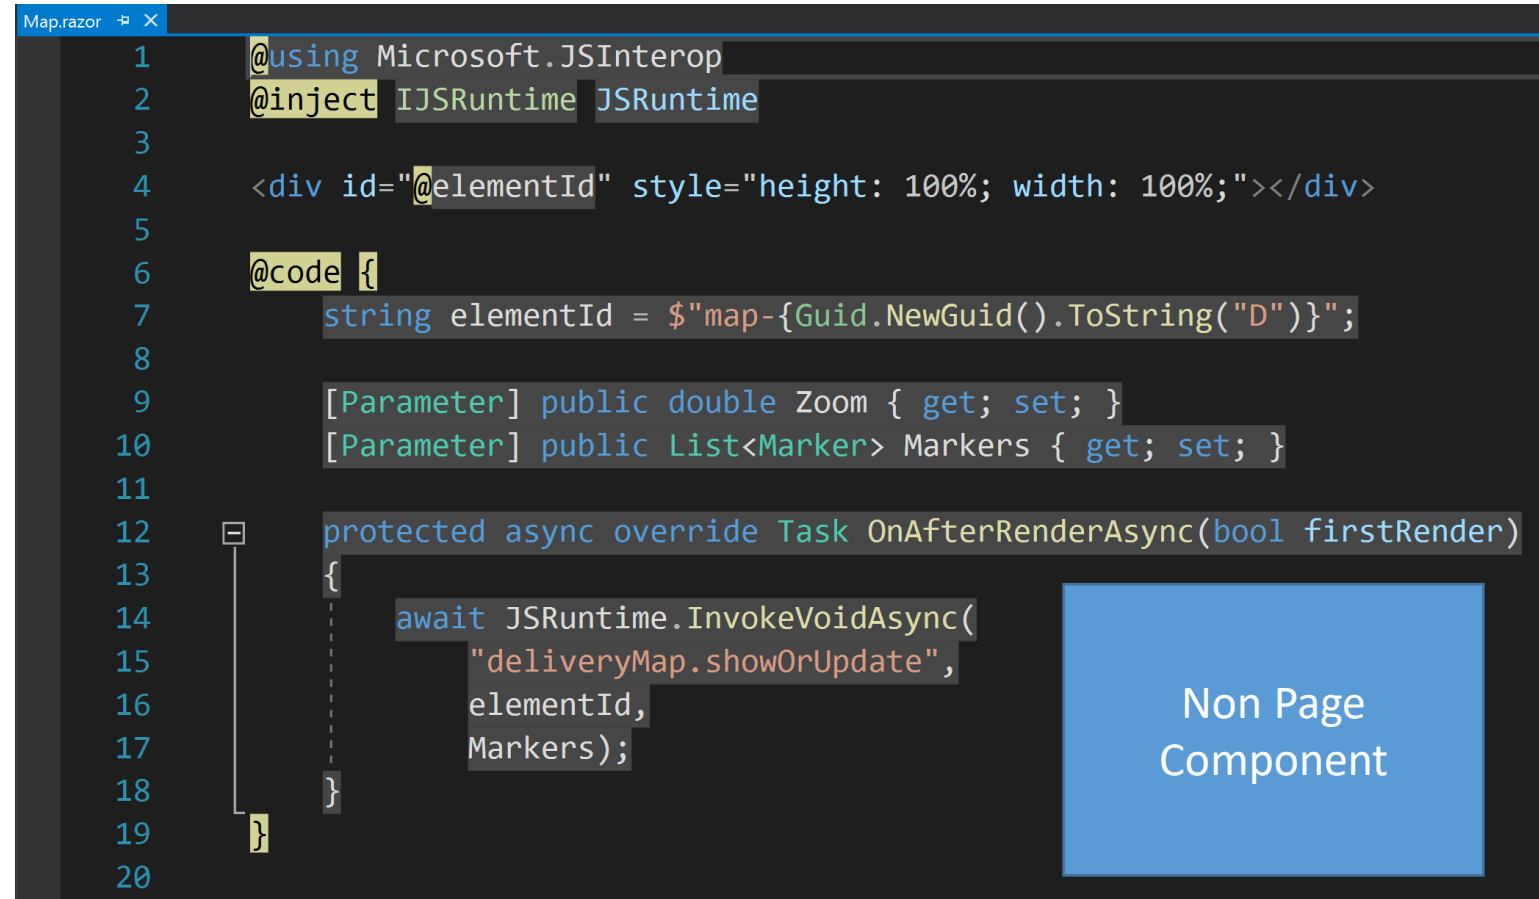 Map.razor
1 @using Microsoft.JSInterop
2 @inject IJSRuntime JSRuntime
3
4 <div id="@elementId" style="height: 100%; width: 100%;"></div>
5
6 @code {
7 string elementId = $"map-{Guid.NewGuid().ToString("D")}";
8
9 [Parameter] public double Zoom { get; set; }
10 [Parameter] public List<Marker> Markers { get; set; }
11
12 protected async override Task OnAfterRenderAsync(bool firstRender)
13 {
14 await JSRuntime.InvokeVoidAsync(
15 "deliveryMap.showOrUpdate",
16 elementId,
17 Markers);
18 }
19 }
20
Non Page
Component